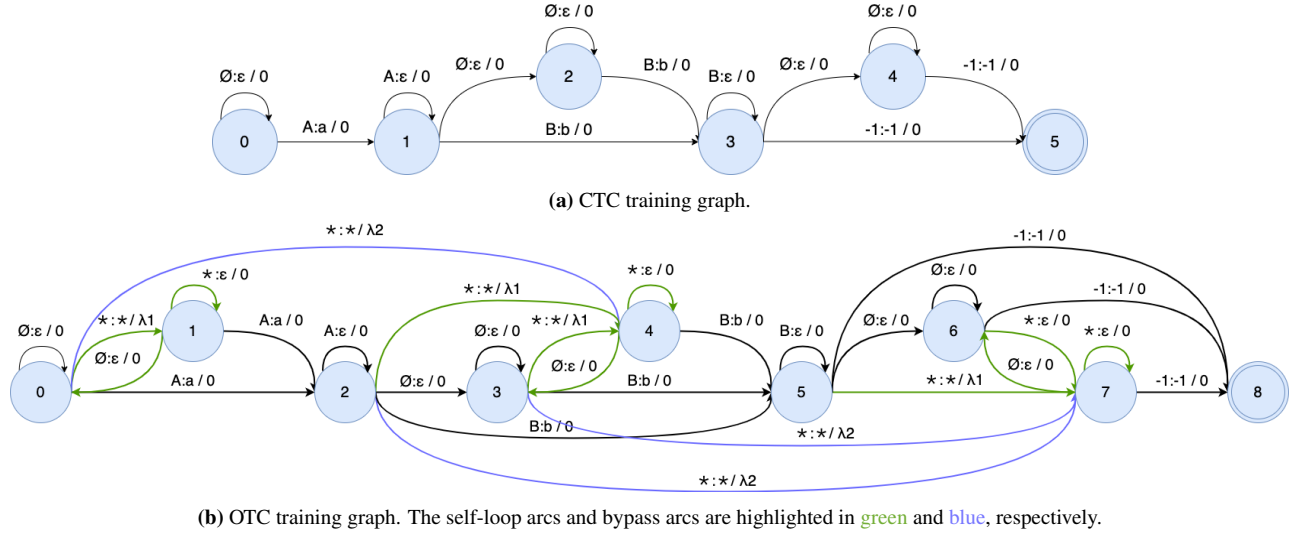 Ø:ε / 0
Ø:ε / 0
Ø:ε / 0
A:ε / 0
Ø:ε / 0
2
B:b / 0
B:ε / 0
Ø:ε / 0
4
-1:-1 / 0
0
A:a / 0
1
B:b / 0
3
-1:-1 / 0
5
(a) CTC training graph.
*:*/ λ2
-1:-1 / 0
*:ε / 0
*:*/ λ1
*:ε / 0
Ø:ε / 0
-1:-1 / 0
Ø:ε / 0
*:*/ λ1
1
A:a / 0
A:ε / 0
Ø:ε / 0
*:*/ λ1
4
B:b / 0
B:ε / 0
Ø:ε / 0
6
*:ε / 0
*:ε / 0
Ø:ε / 0
Ø:ε / 0
Ø:ε / 0
0
A:a / 0
2
Ø:ε / 0
3
B:b / 0
5
*:*/ λ1
7
-1:-1 / 0
8
B:b / 0
*:*/ λ2
*:*/ λ2
(b) OTC training graph. The self-loop arcs and bypass arcs are highlighted in green and blue, respectively.